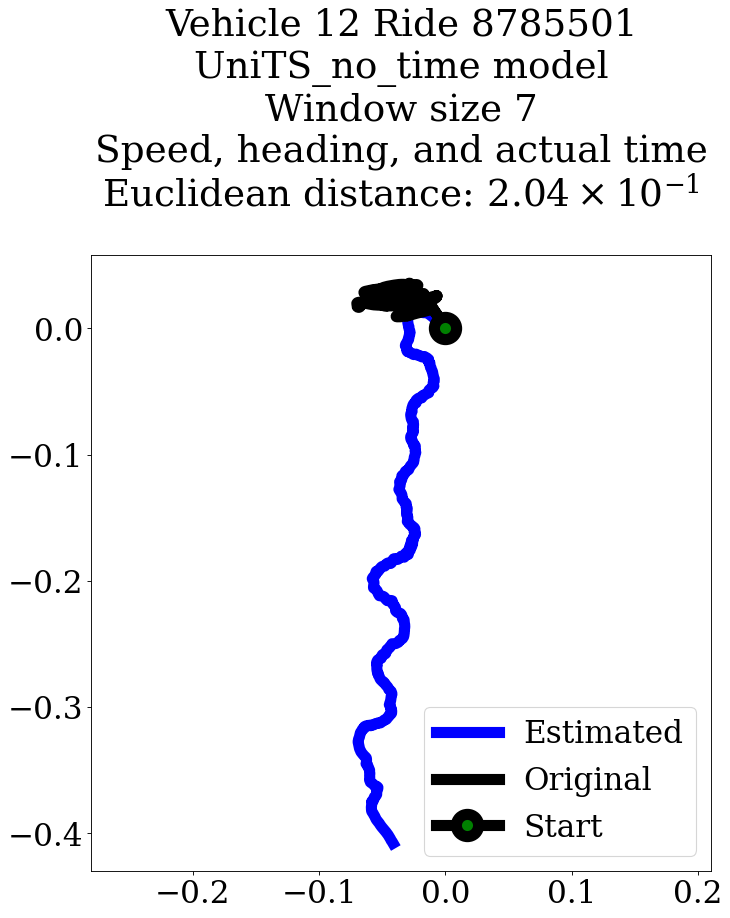 Vehicle 12 Ride 8785501
UniTS_no_time model
Window size 7
Speed, heading, and actual time
Euclidean distance: 2.04 × 10⁻¹
0.0
−0.1
−0.2
−0.3
−0.4
−0.2
−0.1
0.0
0.1
0.2
Estimated
Original
Start